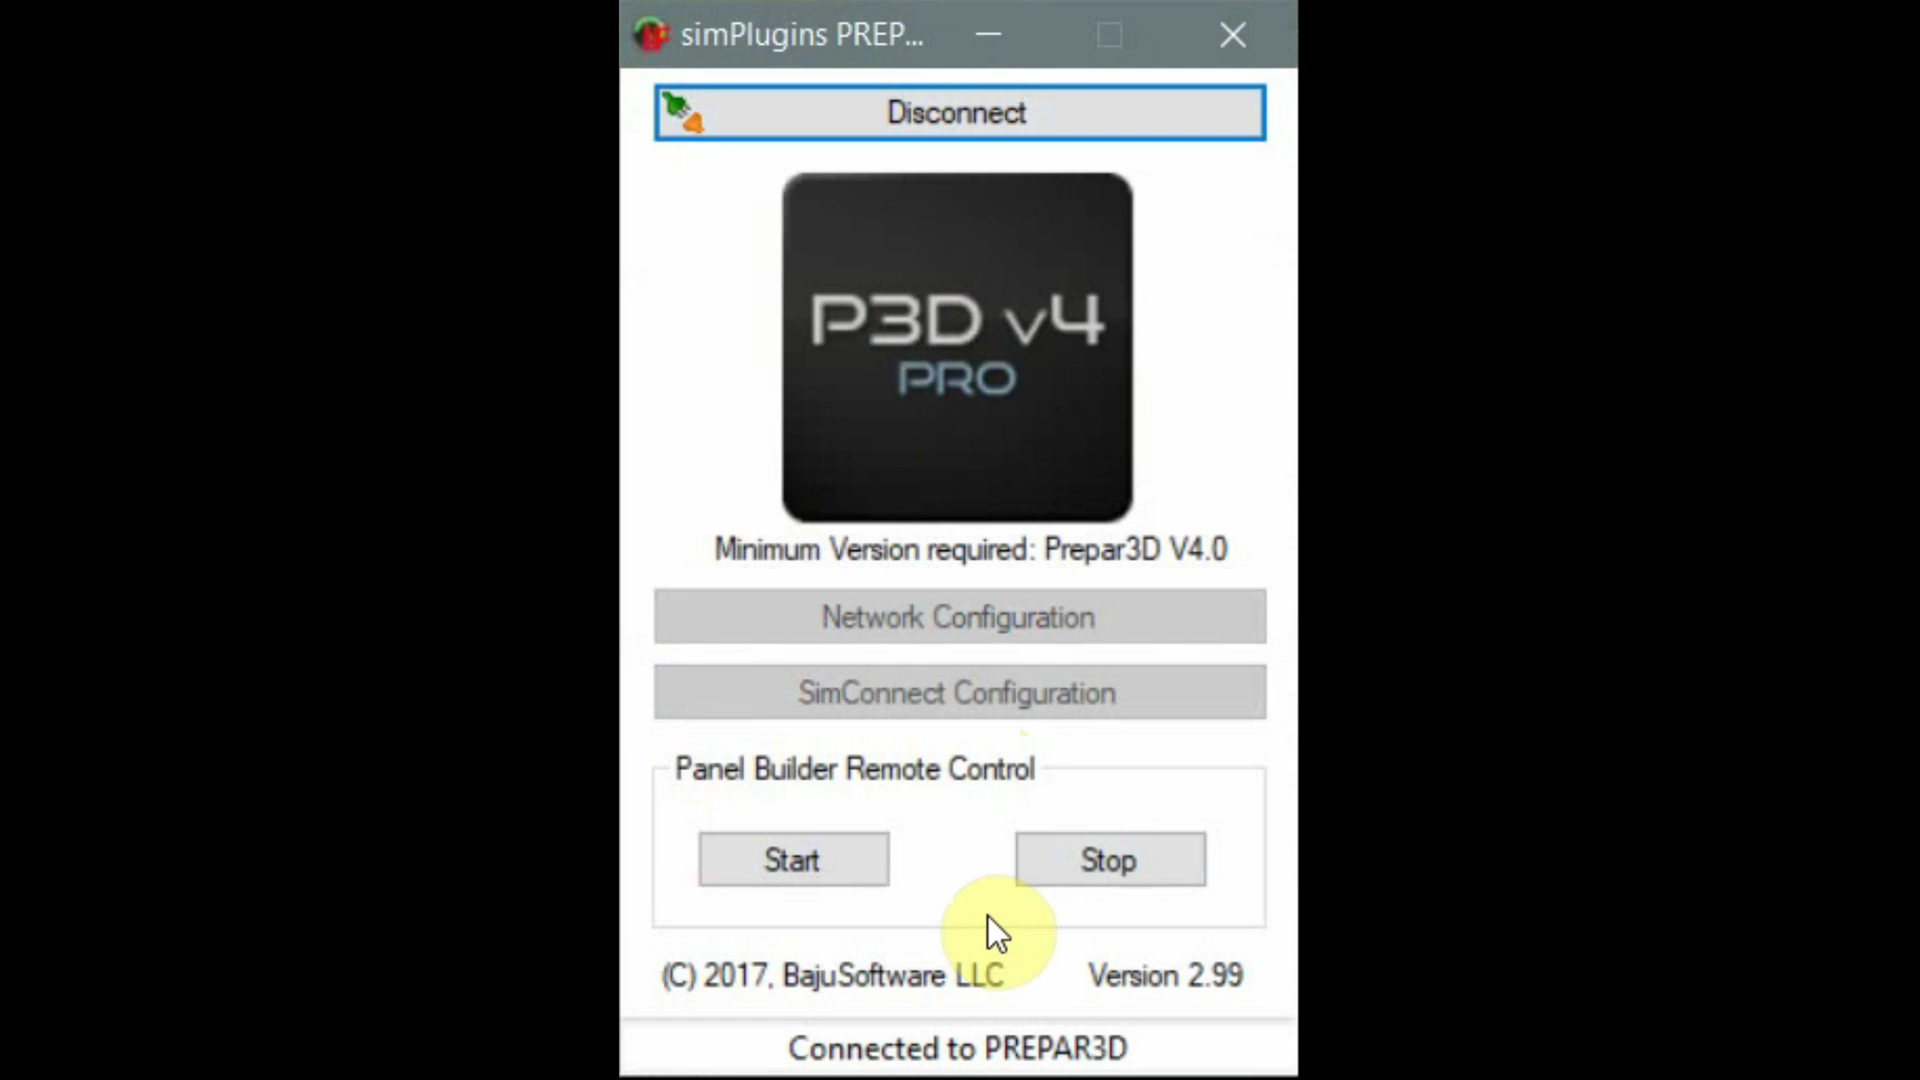 simPlugins PREP...
Disconnect
P3D v4
PRO
Minimum Version required: Prepar3D V4.0
Network Configuration
SimConnect Configuration
Panel Builder Remote Control
Start Stop
(C) 2017, BajuSoftware LLC Version 2.99
Connected to PREPAR3D